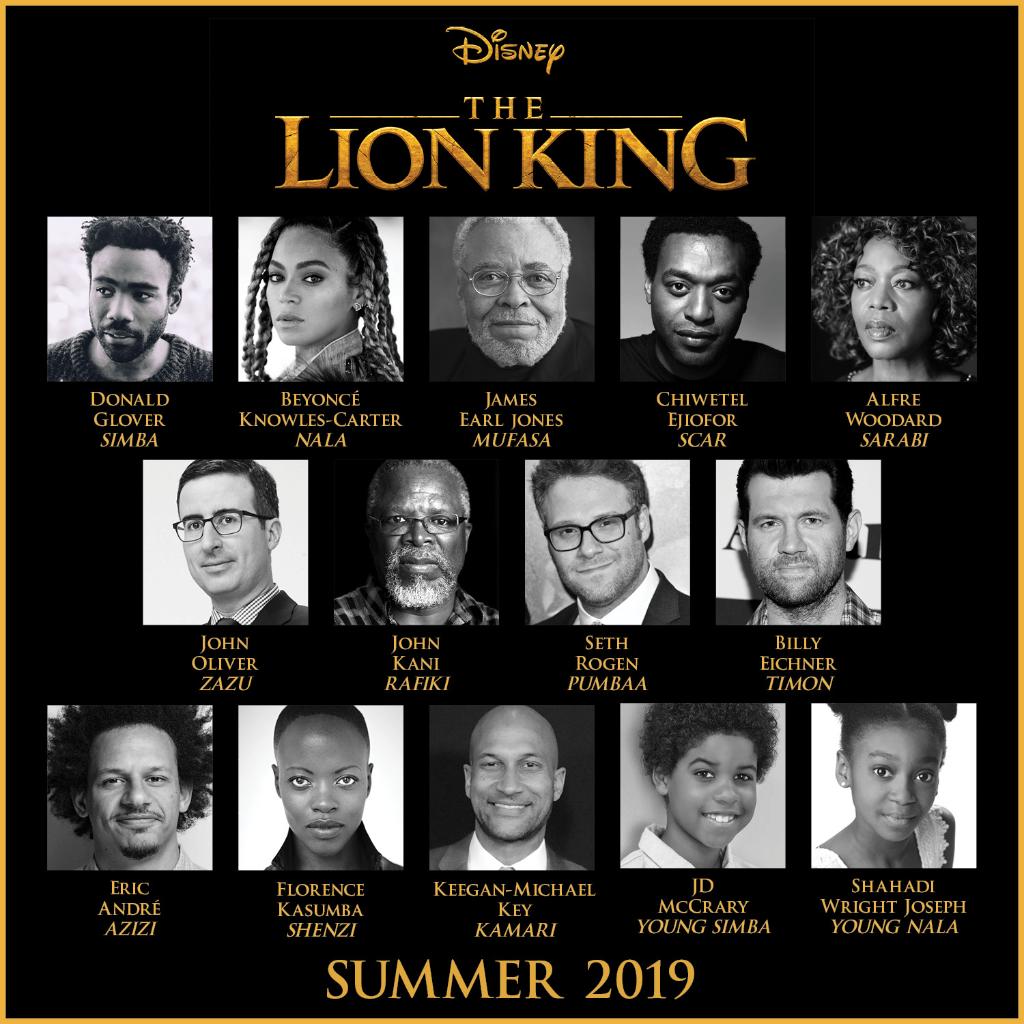 Disney
THE
LION KING
DONALD
GLOVER
SIMBA
BEYONCÉ
KNOWLES-CARTER
NALA
JAMES
EARL JONES
MUFASA
CHIWETEL
EJIOFOR
SCAR
ALFRE
WOODARD
SARABI
JOHN
OLIVER
ZAZU
JOHN
KANI
RAFIKI
SETH
ROGEN
PUMBAA
BILLY
EICHNER
TIMON
ERIC
ANDRÉ
AZIZI
FLORENCE
KASUMBA
SHENZI
KEEGAN-MICHAEL
KEY
KAMARI
JD
MCCRARY
YOUNG SIMBA
SHAHADI
WRIGHT JOSEPH
YOUNG NALA
SUMMER 2019